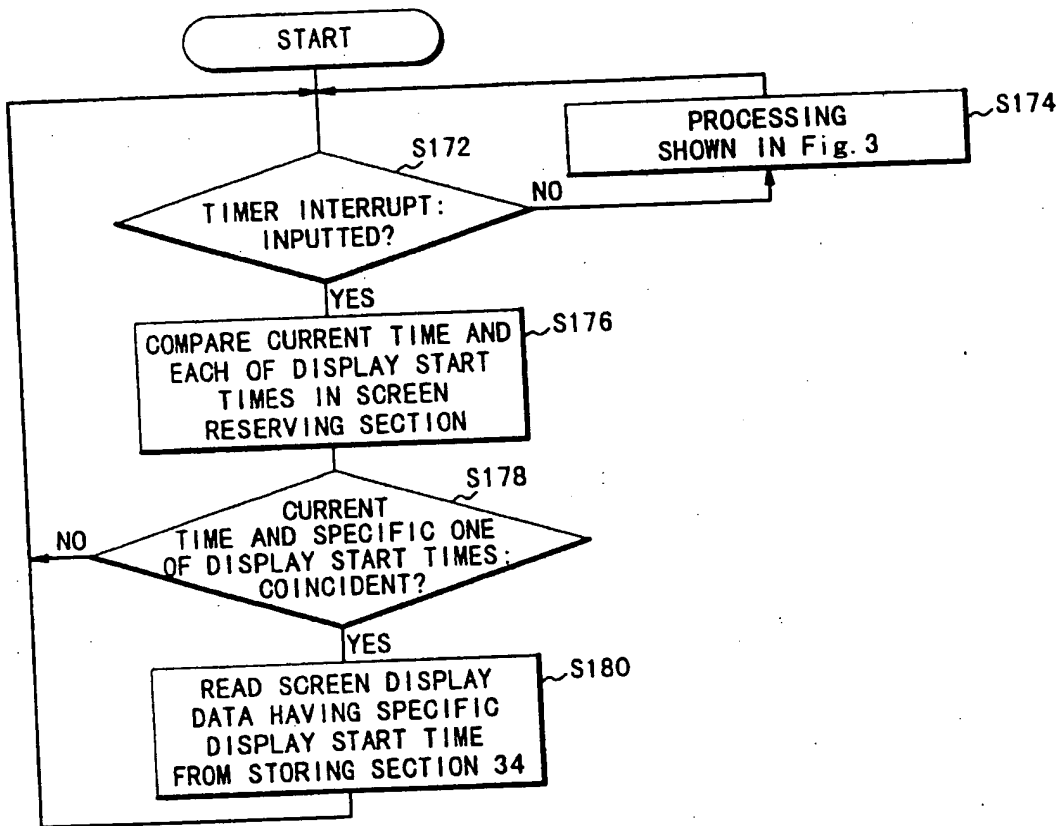 START
PROCESSING
SHOWN IN Fig. 3
S174
S172
TIMER INTERRUPT:
INPUTTED?
NO
YES
COMPARE CURRENT TIME AND
EACH OF DISPLAY START
TIMES IN SCREEN
RESERVING SECTION
S176
S178
CURRENT
TIME AND SPECIFIC ONE
OF DISPLAY START TIMES:
COINCIDENT?
NO
YES
READ SCREEN DISPLAY
DATA HAVING SPECIFIC
DISPLAY START TIME
FROM STORING SECTION 34
S180